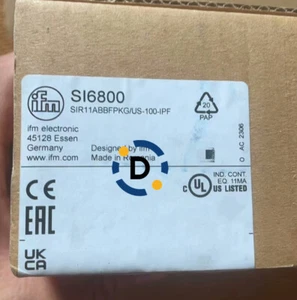 ifm
SI6800
SIR11ABBFPKG/US-100-IPF
ifm electronic
45128 Essen
Germany
www.ifm.com
Designed by ifm
Made in Romania
20
PAP
O AC 2306
D
CE
EAC
UK
CA
C UL US LISTED
IND. CONT
EQ. 11MA